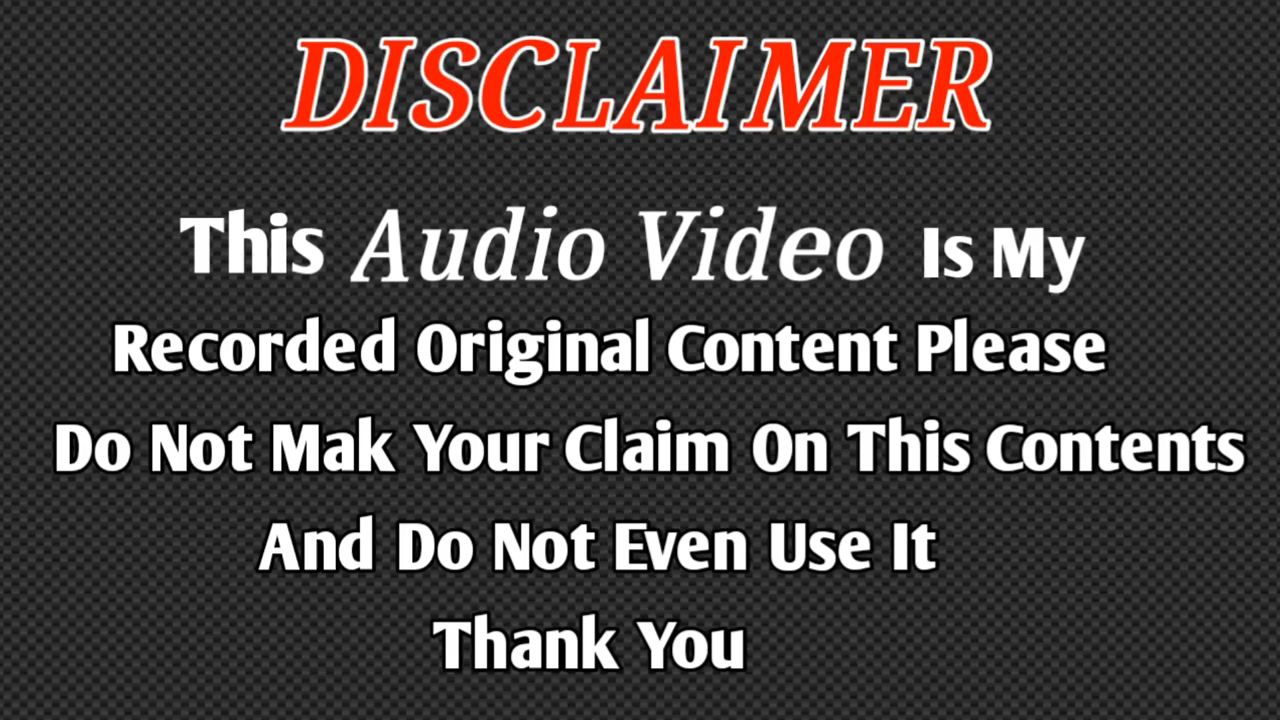 DISCLAIMER
This Audio Video Is My
Recorded Original Content Please
Do Not Mak Your Claim On This Contents
And Do Not Even Use It
Thank You